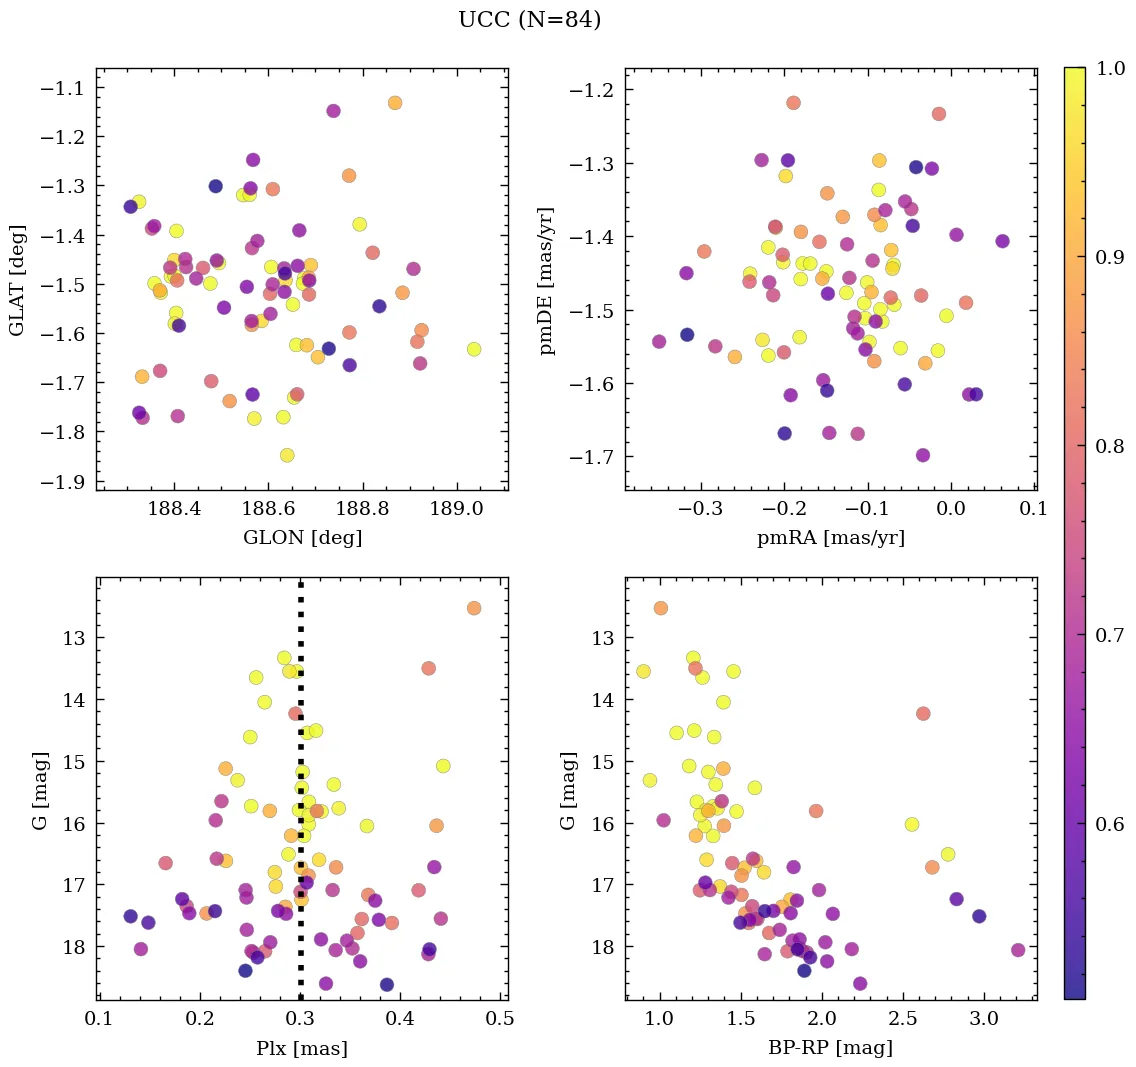 UCC (N=84)
−1.1
−1.2
−1.3
−1.4
−1.5
−1.6
−1.7
−1.8
−1.9
GLAT [deg]
188.4 188.6 188.8 189.0
GLON [deg]
−1.2
−1.3
−1.4
−1.5
−1.6
−1.7
pmDE [mas/yr]
−0.3 −0.2 −0.1 0.0 0.1
pmRA [mas/yr]
13
14
15
16
17
18
G [mag]
0.1 0.2 0.3 0.4 0.5
Plx [mas]
13
14
15
16
17
18
G [mag]
1.0 1.5 2.0 2.5 3.0
BP-RP [mag]
1.0
0.9
0.8
0.7
0.6